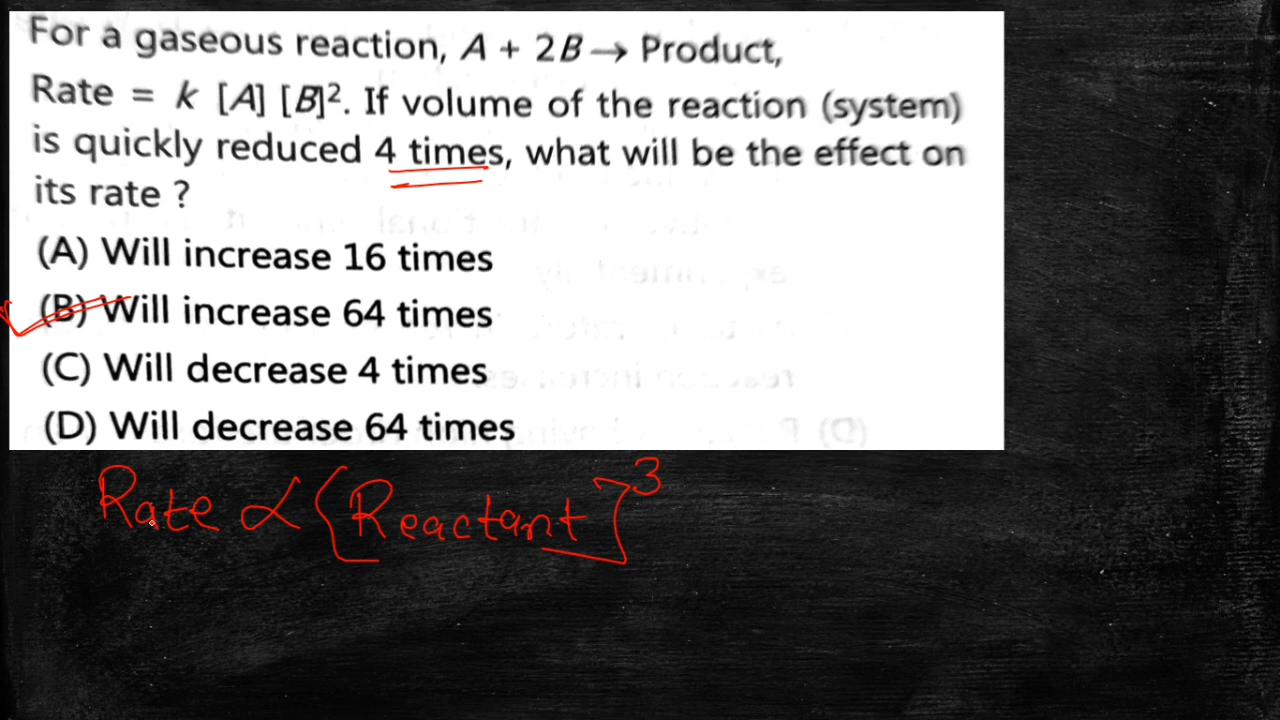 For a gaseous reaction, A + 2B → Product,
Rate = k [A] [B]². If volume of the reaction (system)
is quickly reduced 4 times, what will be the effect on
its rate ?
(A) Will increase 16 times
(B) Will increase 64 times
(C) Will decrease 4 times
(D) Will decrease 64 times
Rate ∝ [Reactant]³